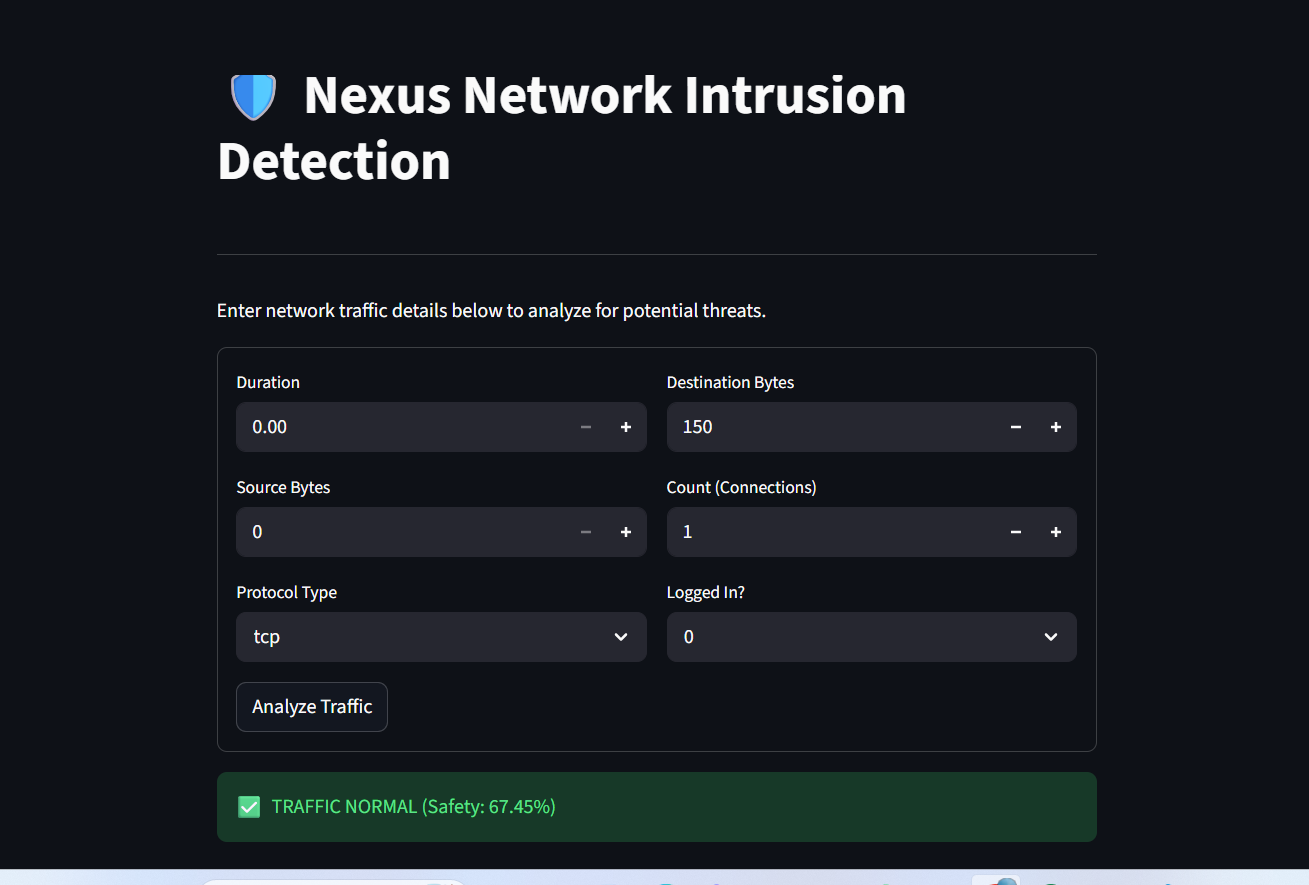 Nexus Network Intrusion
Detection
Enter network traffic details below to analyze for potential threats.
Duration
0.00
Destination Bytes
150
Source Bytes
0
Count (Connections)
1
Protocol Type
tcp
Logged In?
0
Analyze Traffic
TRAFFIC NORMAL (Safety: 67.45%)